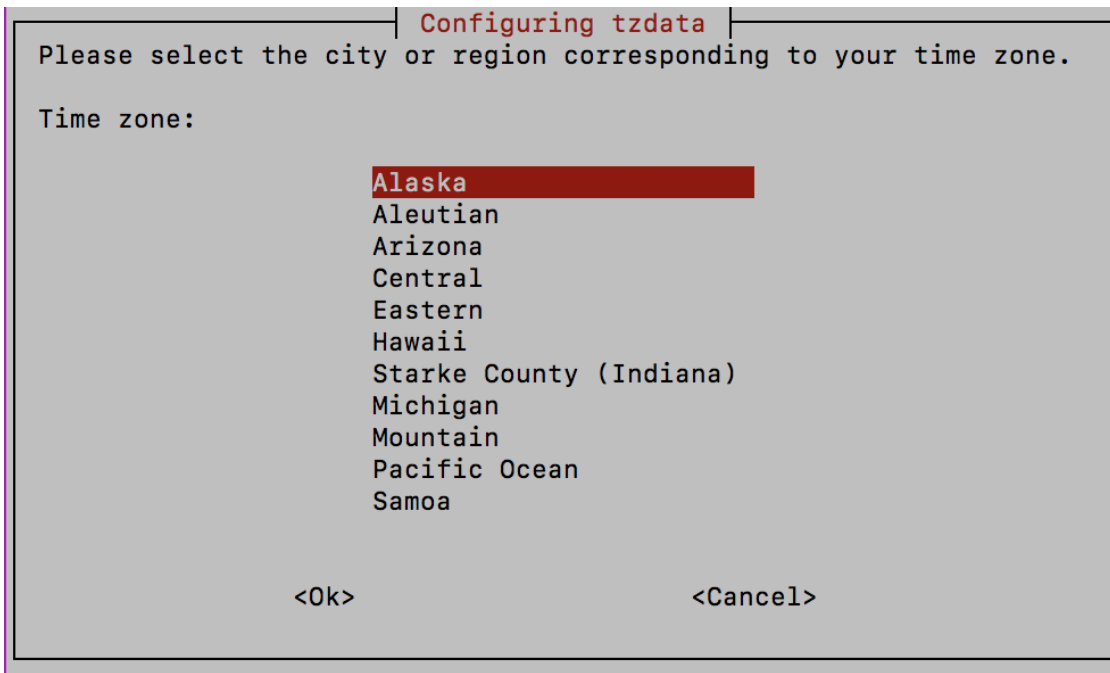 Configuring tzdata
Please select the city or region corresponding to your time zone.
Time zone:
Alaska
Aleutian
Arizona
Central
Eastern
Hawaii
Starke County (Indiana)
Michigan
Mountain
Pacific Ocean
Samoa
<Ok> <Cancel>